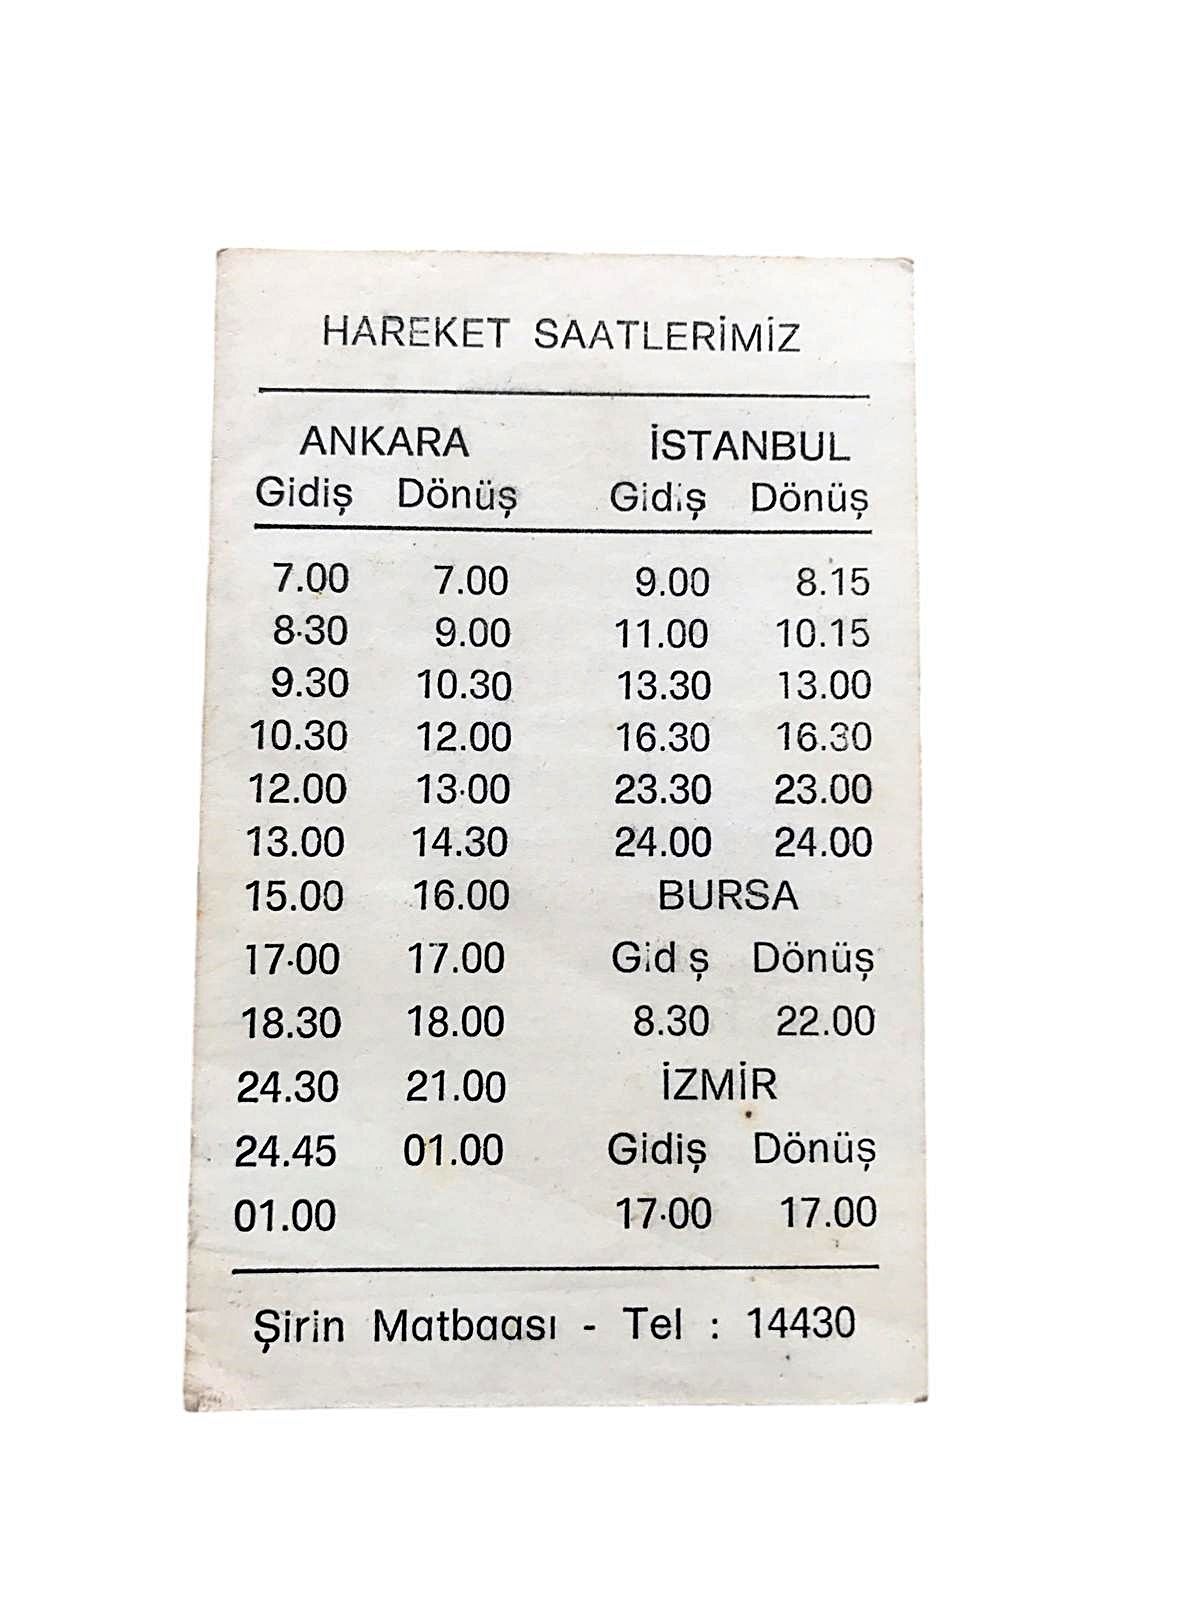 HAREKET SAATLERİMİZ
ANKARA İSTANBUL
Gidiş Dönüş Gidiş Dönüş
7.00 7.00 9.00 8.15
8.30 9.00 11.00 10.15
9.30 10.30 13.30 13.00
10.30 12.00 16.30 16.30
12.00 13.00 23.30 23.00
13.00 14.30 24.00 24.00
15.00 16.00 BURSA
17.00 17.00 Gid ş Dönüş
18.30 18.00 8.30 22.00
24.30 21.00 İZMİR
24.45 01.00 Gidiş Dönüş
01.00 17.00 17.00
Şirin Matbaası - Tel : 14430